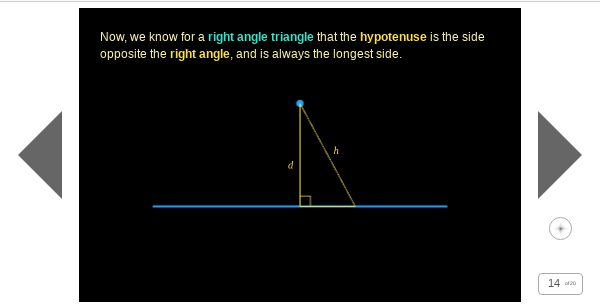 Now, we know for a right angle triangle that the hypotenuse is the side
opposite the right angle, and is always the longest side.
h
d
14 of 20